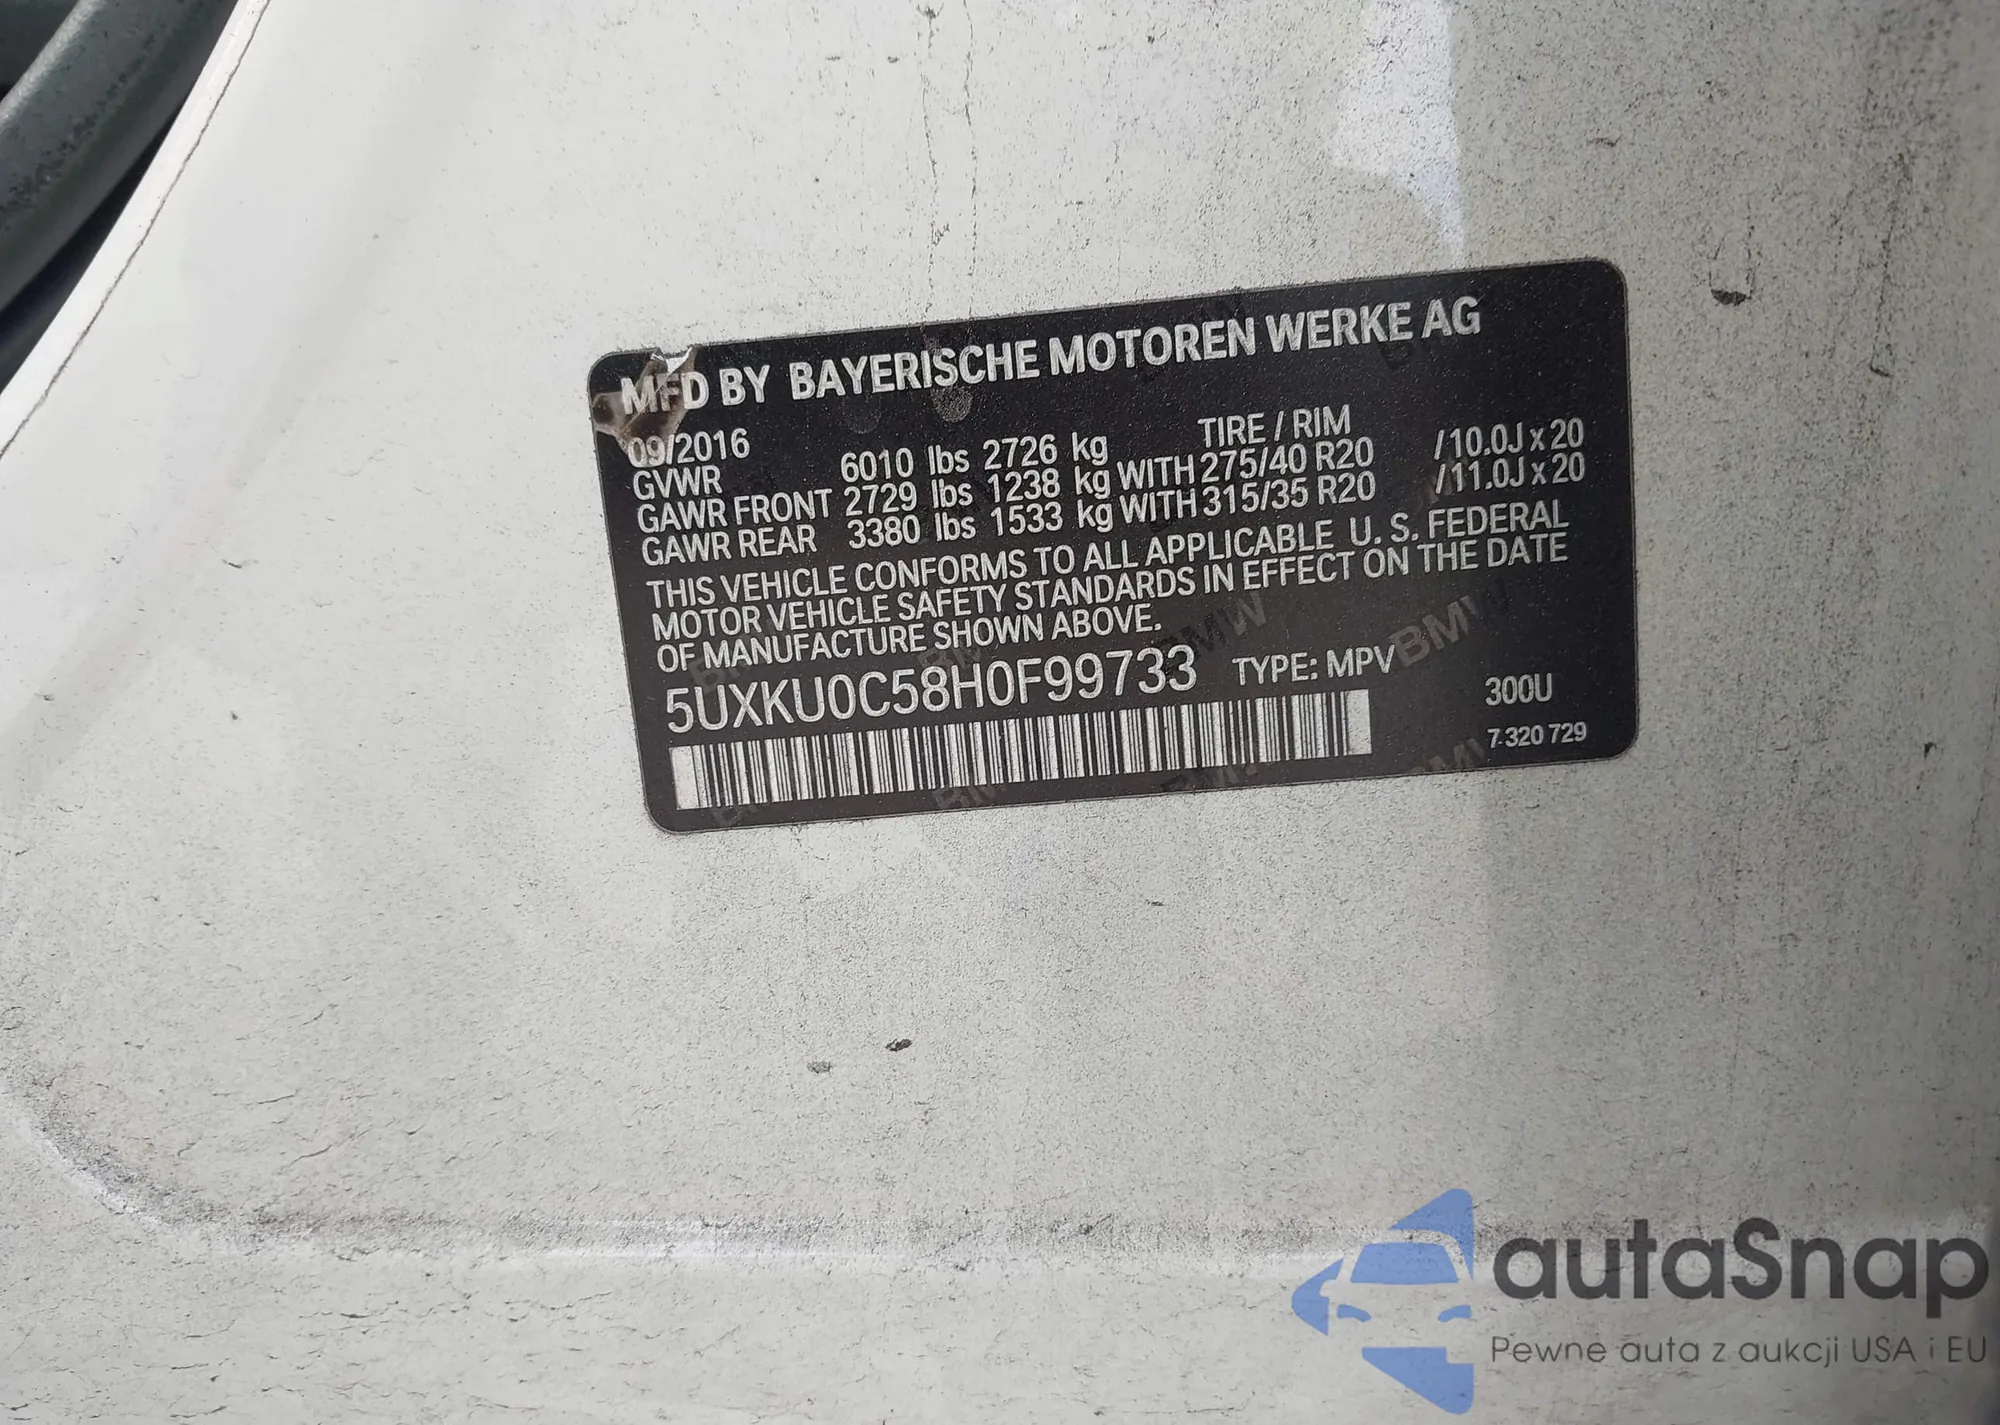 MFD BY BAYERISCHE MOTOREN WERKE AG
09/2016 TIRE / RIM
GVWR 6010 lbs 2726 kg
GAWR FRONT 2729 lbs 1238 kg WITH 275/40 R20 /10.0J x 20
GAWR REAR 3380 lbs 1533 kg WITH 315/35 R20 /11.0J x 20
THIS VEHICLE CONFORMS TO ALL APPLICABLE U. S. FEDERAL
MOTOR VEHICLE SAFETY STANDARDS IN EFFECT ON THE DATE
OF MANUFACTURE SHOWN ABOVE.
5UXKU0C58H0F99733 TYPE: MPV
300U
7 320 729
autaSnap
Pewne auta z aukcji USA i EU